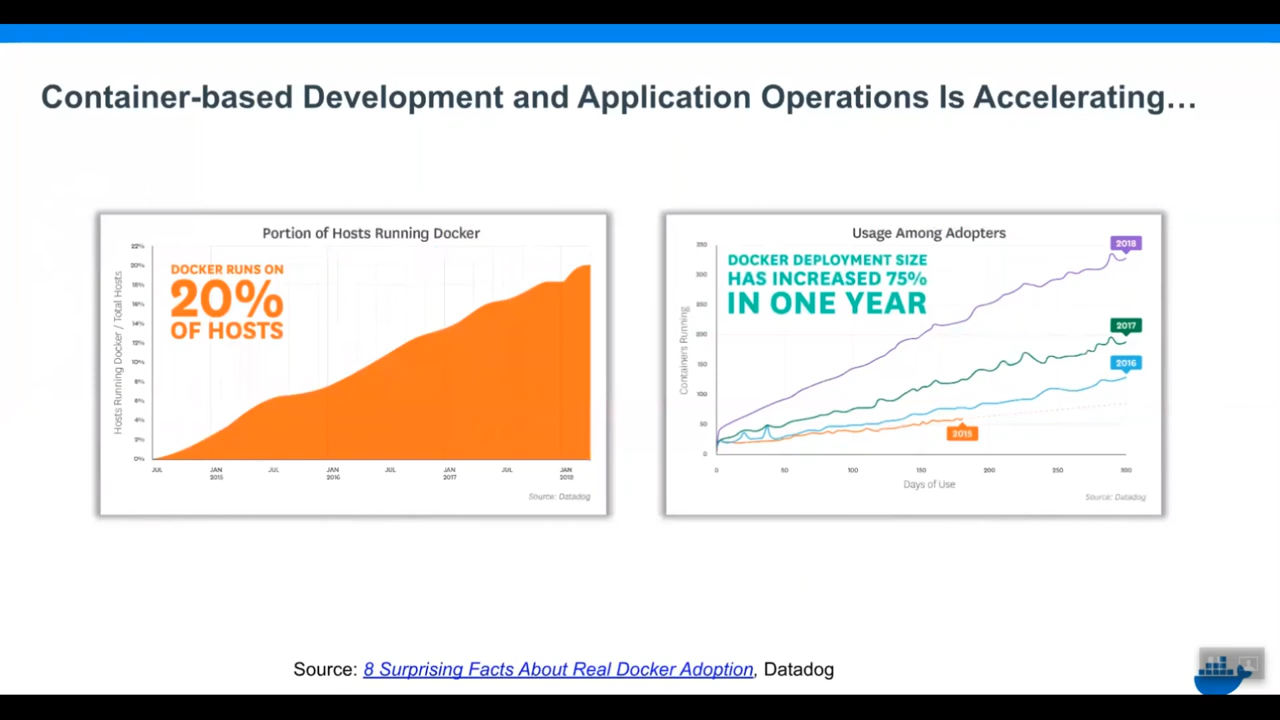 Container-based Development and Application Operations Is Accelerating...
Portion of Hosts Running Docker
DOCKER RUNS ON
20%
OF HOSTS
Hosts Running Docker / Total Hosts
22%
20%
18%
16%
14%
12%
10%
8%
6%
4%
2%
0%
JUL JAN 2015 JUL JAN 2016 JUL JAN 2017 JUL JAN 2018
Source: Datadog
Usage Among Adopters
DOCKER DEPLOYMENT SIZE
HAS INCREASED 75%
IN ONE YEAR
Containers Running
350
300
250
200
150
100
50
0
2018
2017
2016
2015
0 50 100 150 200 250 300
Days of Use
Source: Datadog
Source: 8 Surprising Facts About Real Docker Adoption, Datadog